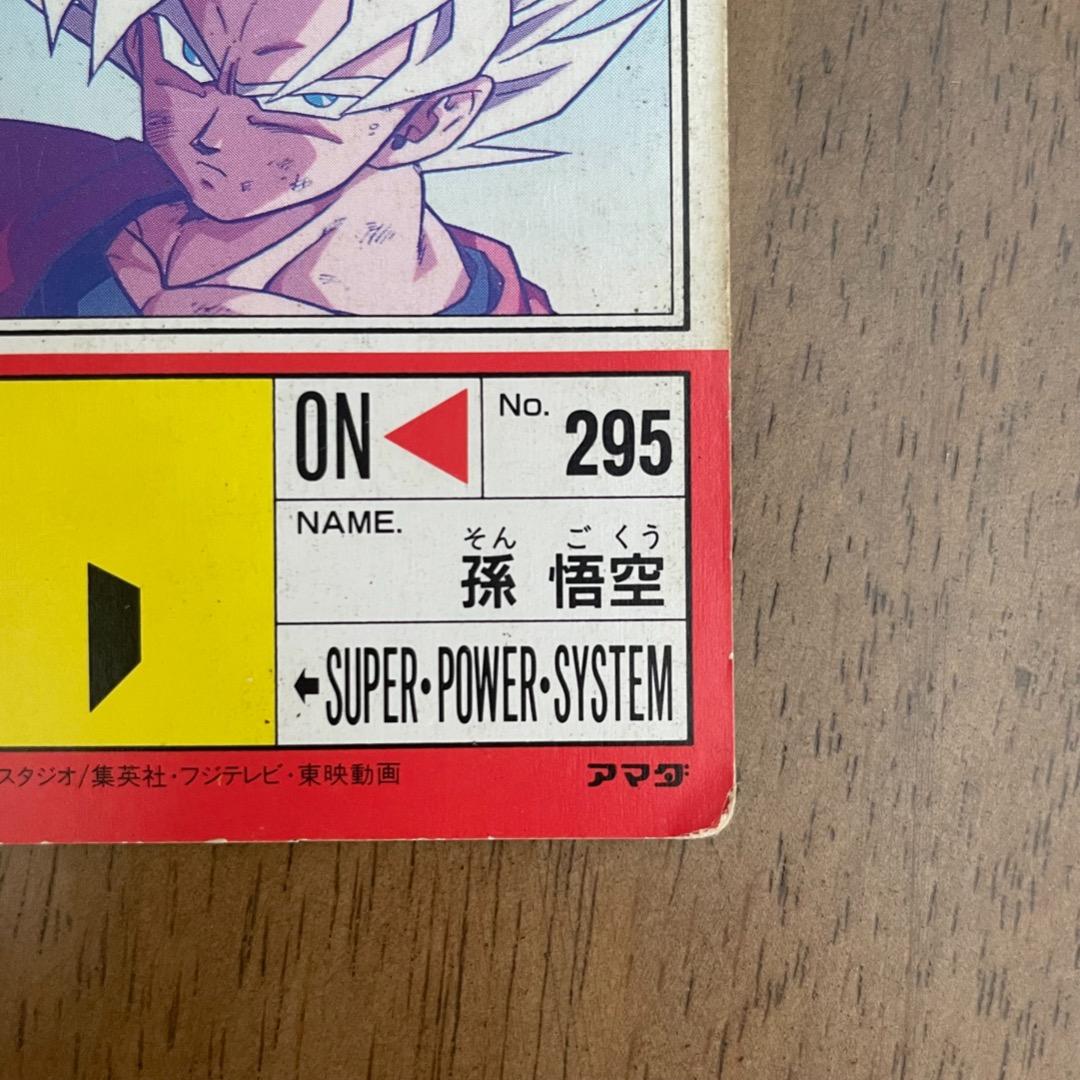 ON
No. 295
NAME.
そん ご くう
孫 悟空
←SUPER・POWER・SYSTEM
スタジオ/集英社・フジテレビ・東映動画
アマダ